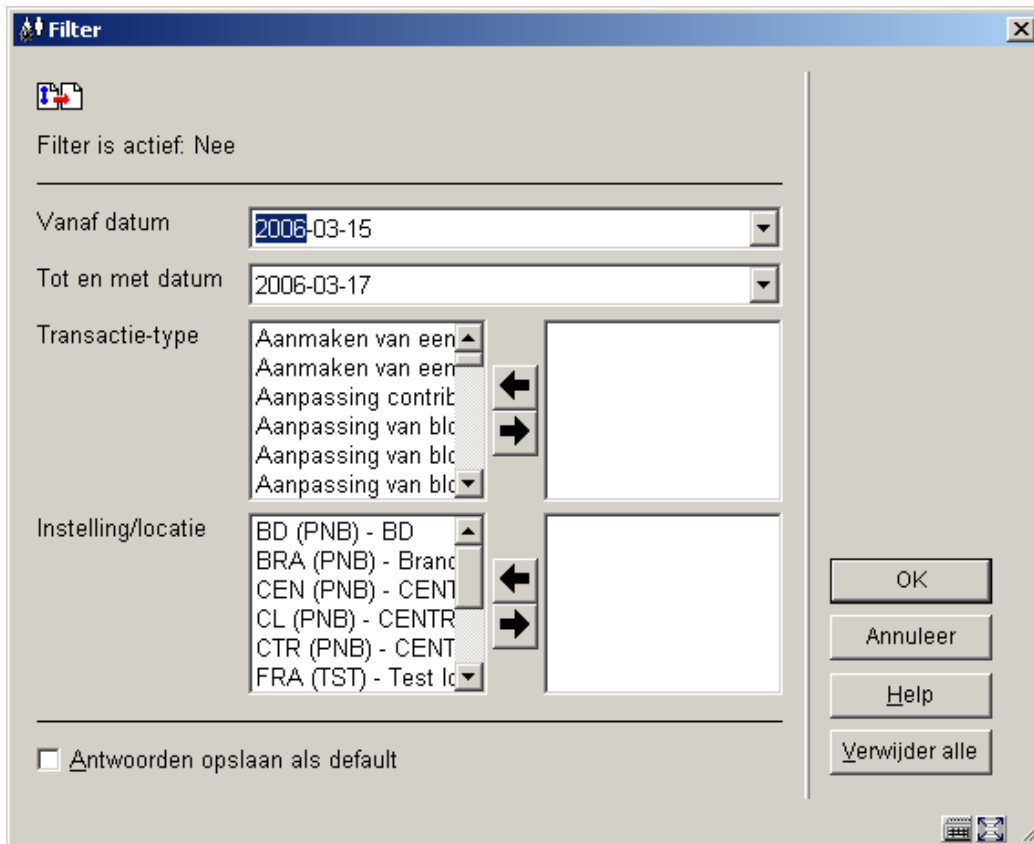 Filter
Filter is actief: Nee
Vanaf datum
2006-03-15
Tot en met datum
2006-03-17
Transactie-type
Aanmaken van een
Aanmaken van een
Aanpassing contrib
Aanpassing van blo
Aanpassing van blo
Aanpassing van blo
Instelling/locatie
BD (PNB) - BD
BRA (PNB) - Branc
CEN (PNB) - CENT
CL (PNB) - CENTR
CTR (PNB) - CENT
FRA (TST) - Test lo
OK
Annuleer
Help
Verwijder alle
Antwoorden opslaan als default